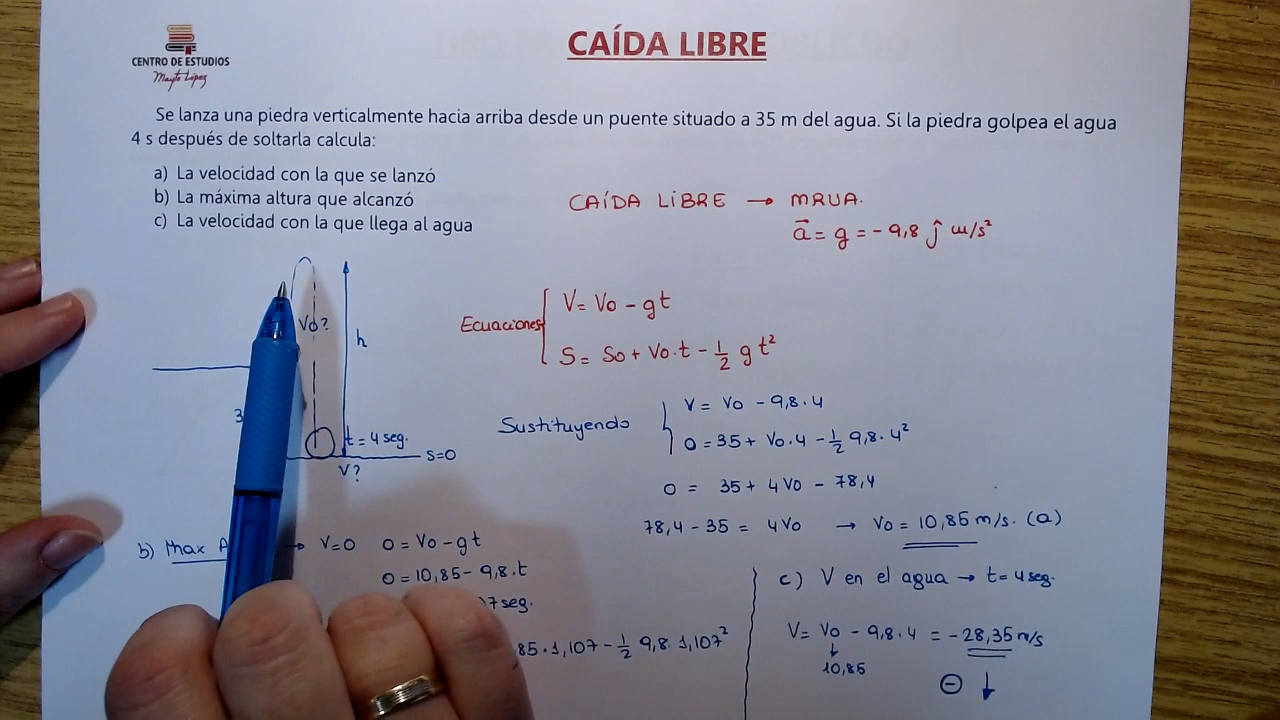 CAÍDA LIBRE
CENTRO DE ESTUDIOS
Mayte López
Se lanza una piedra verticalmente hacia arriba desde un puente situado a 35 m del agua. Si la piedra golpea el agua
4 s después de soltarla calcula:
a) La velocidad con la que se lanzó
b) La máxima altura que alcanzó
c) La velocidad con la que llega al agua
CAÍDA LIBRE → MRUA.
a⃗ = g = -9,8 ĵ m/s²
Vo?
h
3
t = 4 seg.
S=0
V?
Ecuaciones
V = Vo - gt
S = So + Vo·t - 1/2 g t²
Sustituyendo
V = Vo - 9,8·4
0 = 35 + Vo·4 - 1/2 9,8·4²
0 = 35 + 4Vo - 78,4
78,4 - 35 = 4Vo → Vo = 10,85 m/s. (a)
b) Max A → V=0 0 = Vo - gt
0 = 10,85 - 9,8.t
7 seg.
85·1,107 - 1/2 9,8·1,107²
c) V en el agua → t = 4 seg.
V = Vo - 9,8·4 = -28,35 m/s
↓
10,85
⊖ ↓